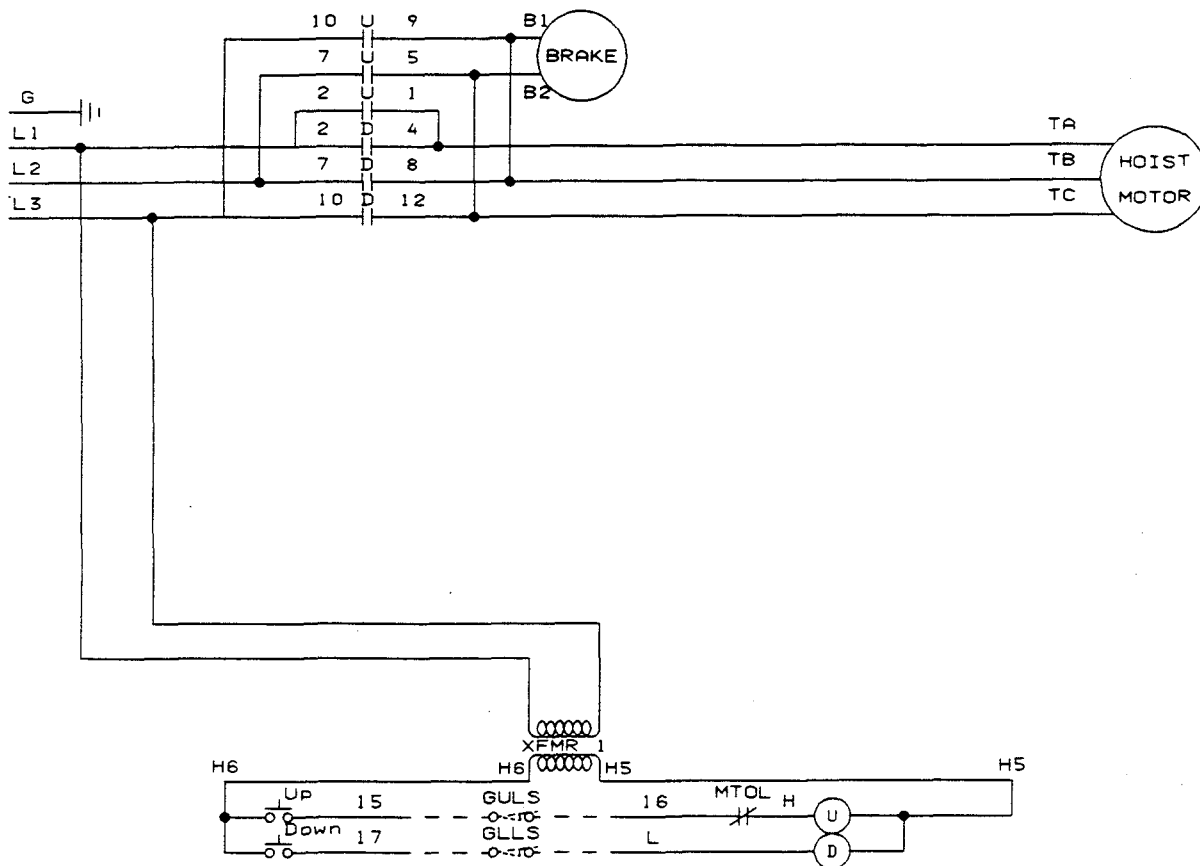 10 U 9 B1
7 U 5 BRAKE
2 U 1 B2
G
L1 2 D 4 TA
L2 7 D 8 TB HOIST
L3 10 D 12 TC MOTOR
XFMR 1
H6 H6 H5 H5
Up 15 GULS 16 MTOL H U
Down 17 GLLS L D